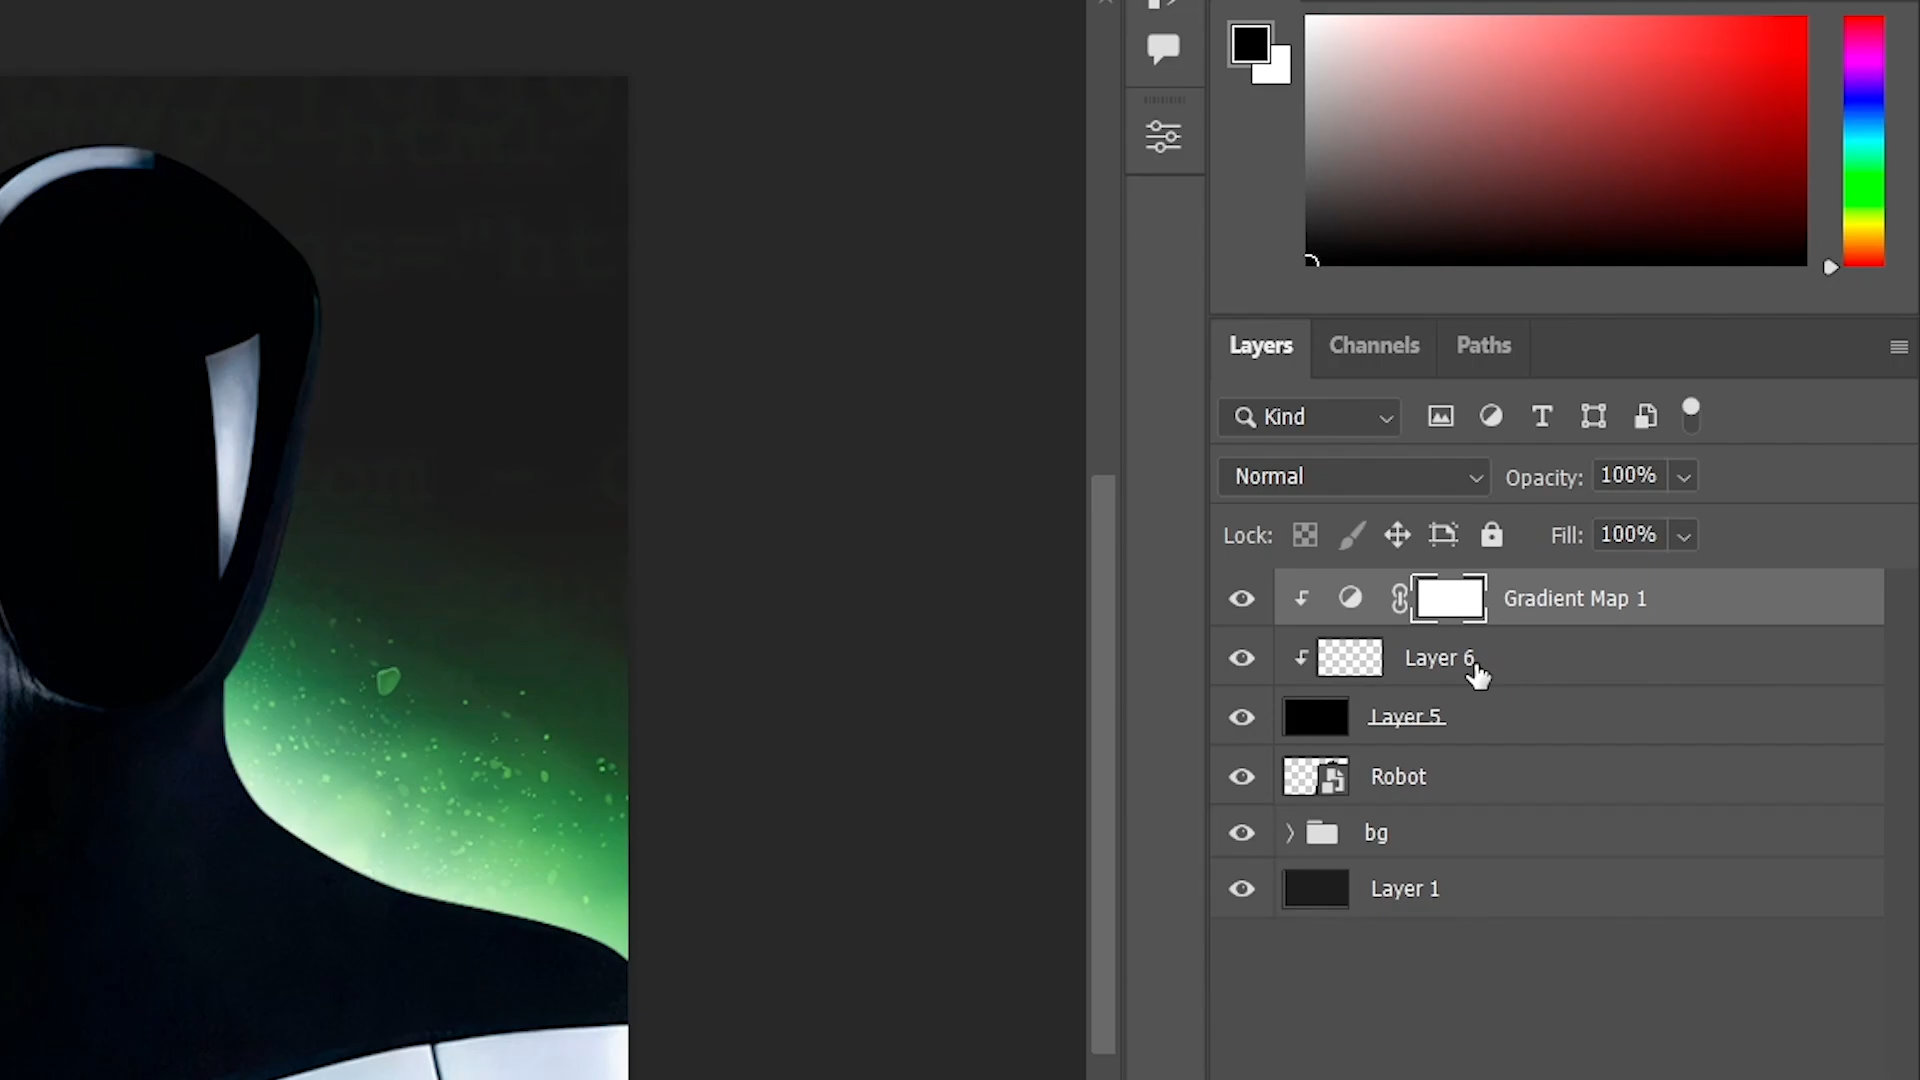 Layers Channels Paths
Kind
Normal Opacity: 100%
Lock: Fill: 100%
Gradient Map 1
Layer 6
Layer 5
Robot
bg
Layer 1